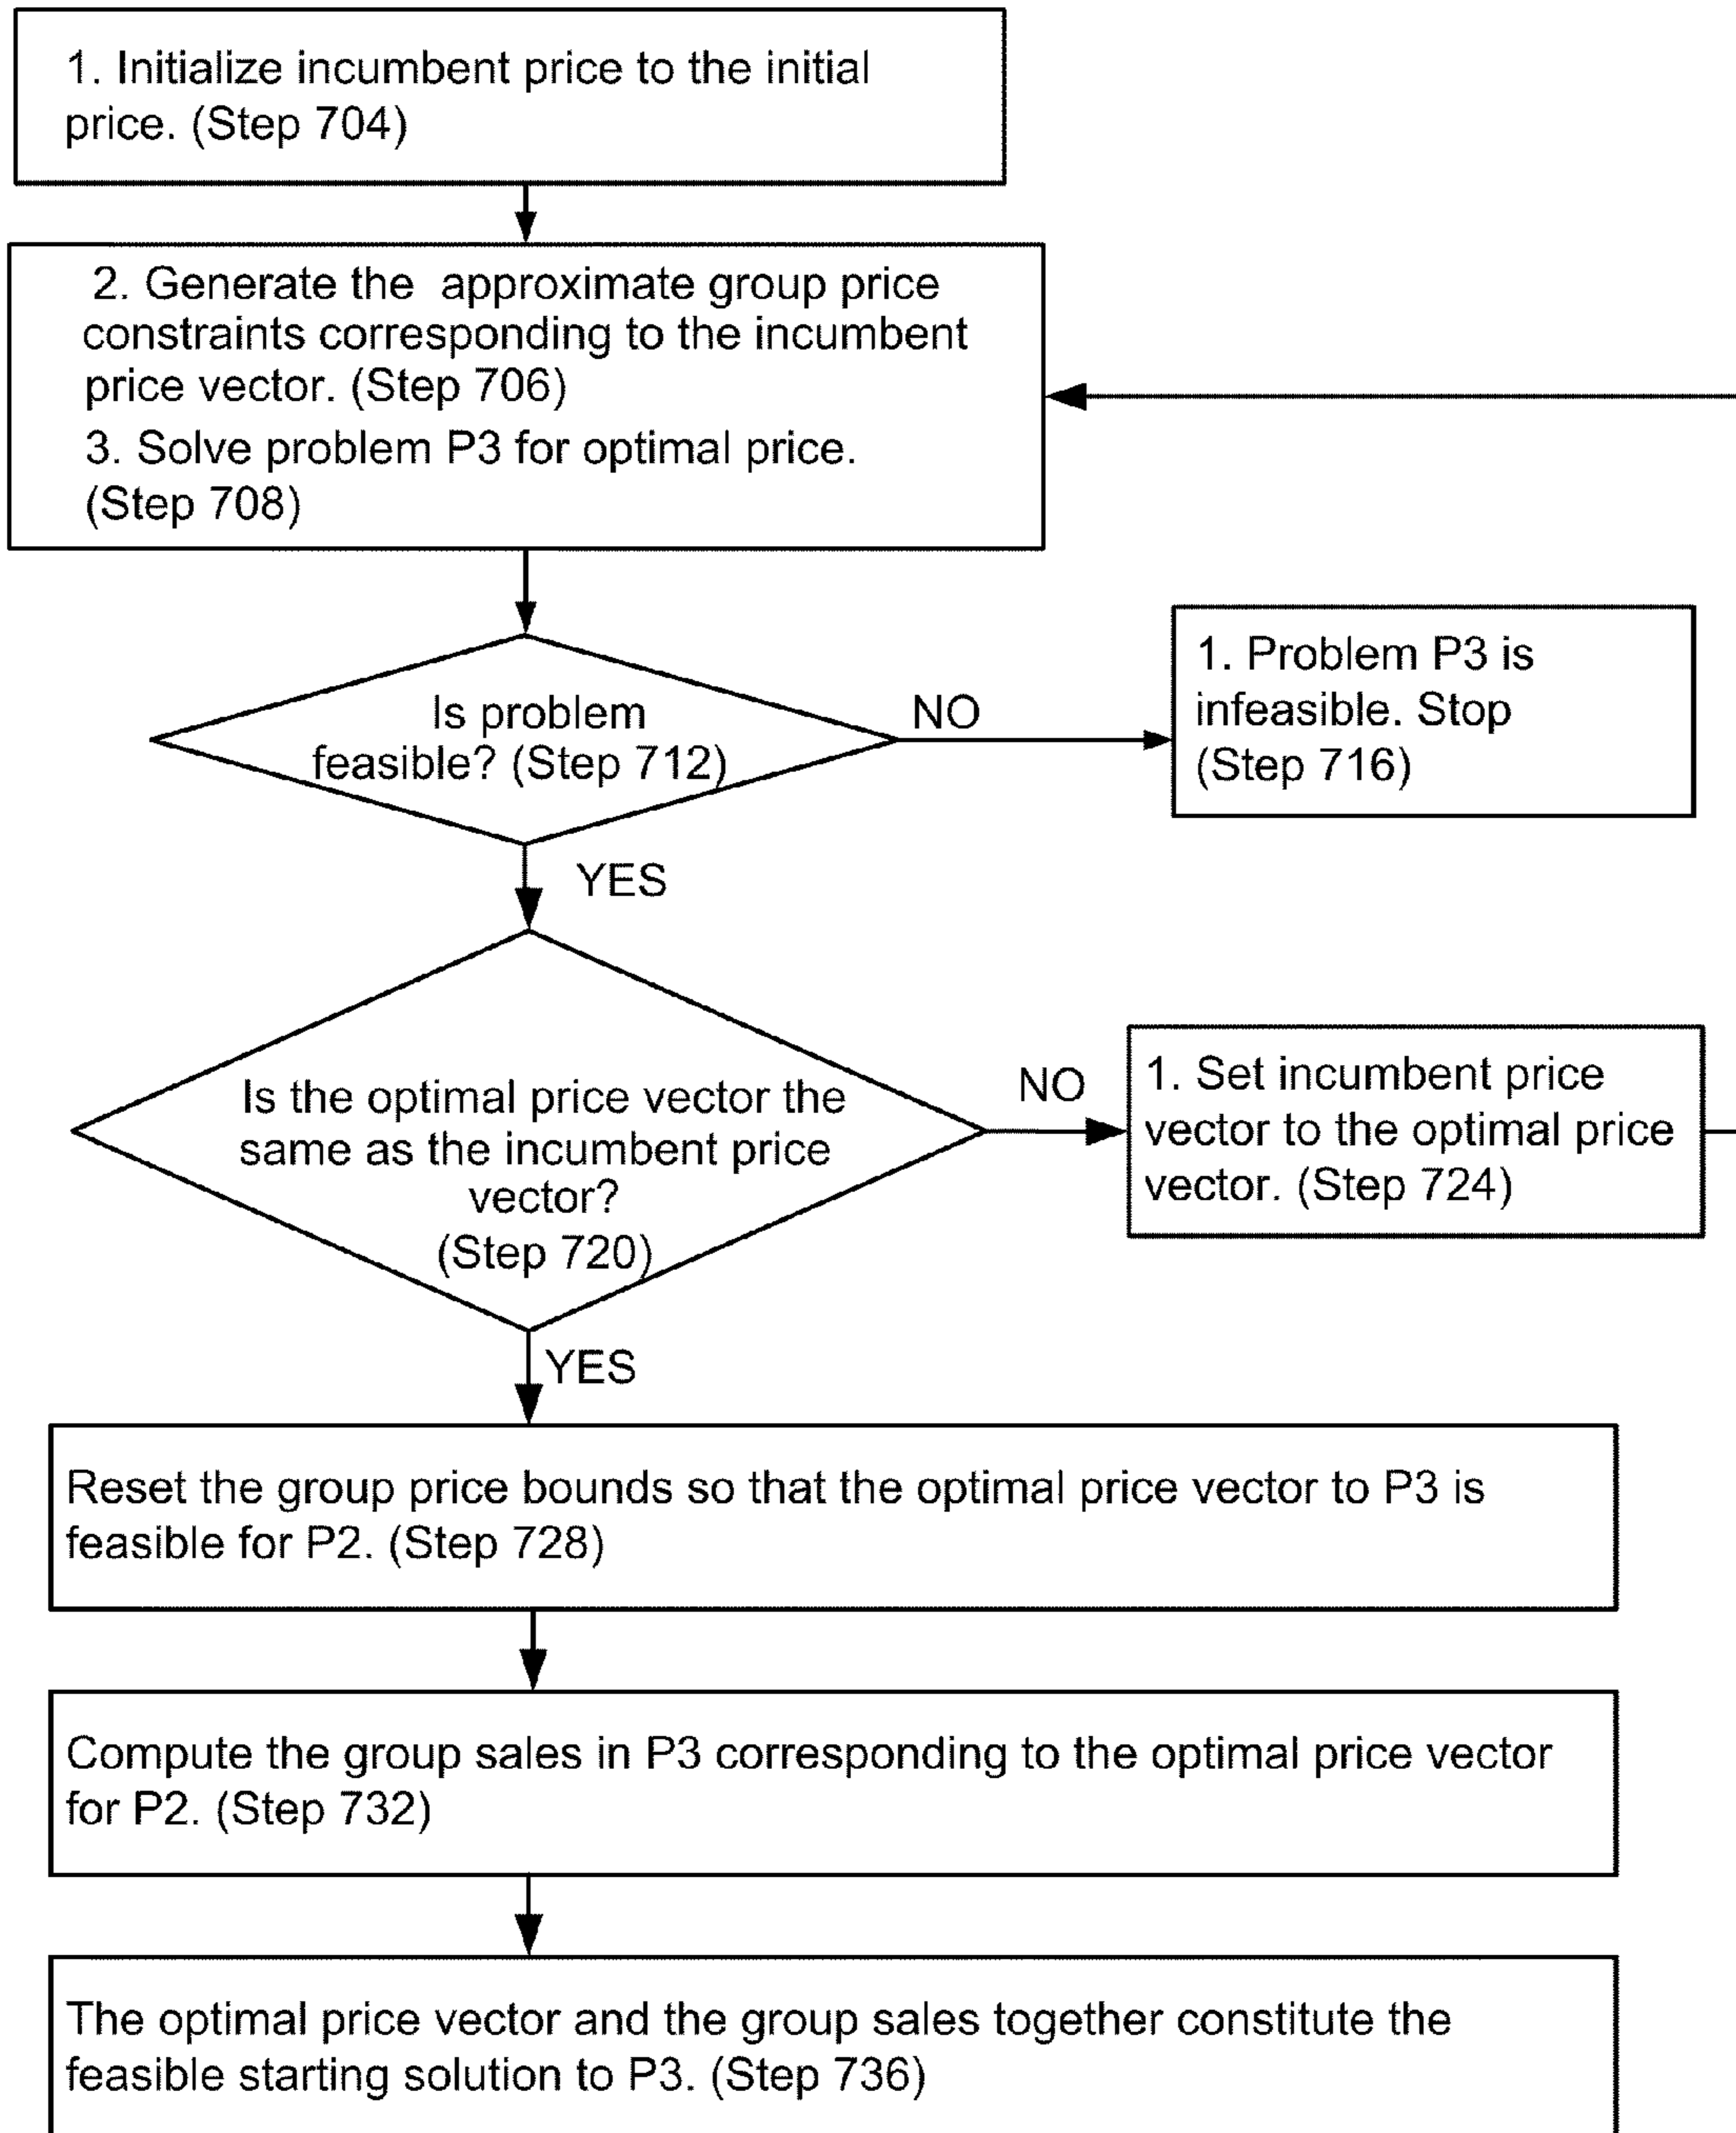 1. Initialize incumbent price to the initial
price. (Step 704)
2. Generate the approximate group price
constraints corresponding to the incumbent
price vector. (Step 706)
3. Solve problem P3 for optimal price.
(Step 708)
Is problem
feasible? (Step 712)
NO
1. Problem P3 is
infeasible. Stop
(Step 716)
YES
Is the optimal price vector the
same as the incumbent price
vector?
(Step 720)
NO
1. Set incumbent price
vector to the optimal price
vector. (Step 724)
YES
Reset the group price bounds so that the optimal price vector to P3 is
feasible for P2. (Step 728)
Compute the group sales in P3 corresponding to the optimal price vector
for P2. (Step 732)
The optimal price vector and the group sales together constitute the
feasible starting solution to P3. (Step 736)